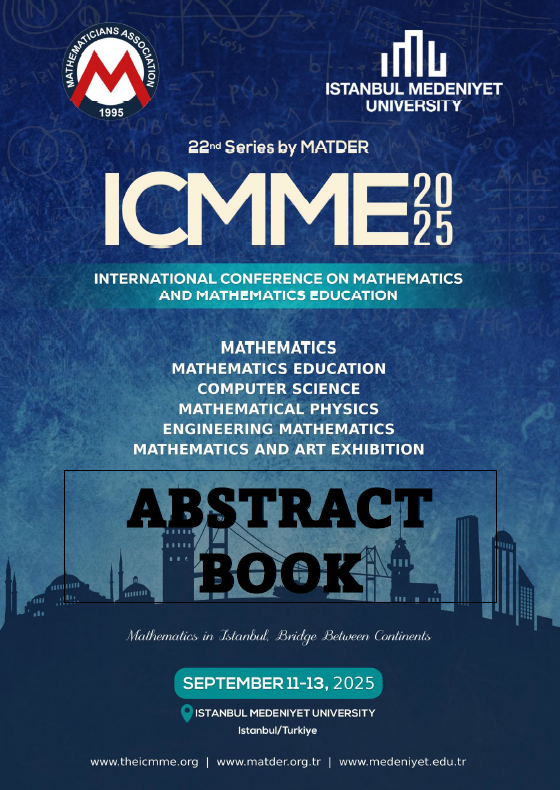 MATHEMATICIANS ASSOCIATION
1995
ISTANBUL MEDENIYET
UNIVERSITY
22nd Series by MATDER
ICMME 2025
INTERNATIONAL CONFERENCE ON MATHEMATICS
AND MATHEMATICS EDUCATION
MATHEMATICS
MATHEMATICS EDUCATION
COMPUTER SCIENCE
MATHEMATICAL PHYSICS
ENGINEERING MATHEMATICS
MATHEMATICS AND ART EXHIBITION
ABSTRACT
BOOK
Mathematics in Istanbul, Bridge Between Continents
SEPTEMBER 11-13, 2025
ISTANBUL MEDENIYET UNIVERSITY
Istanbul/Turkiye
www.theicmme.org | www.matder.org.tr | www.medeniyet.edu.tr